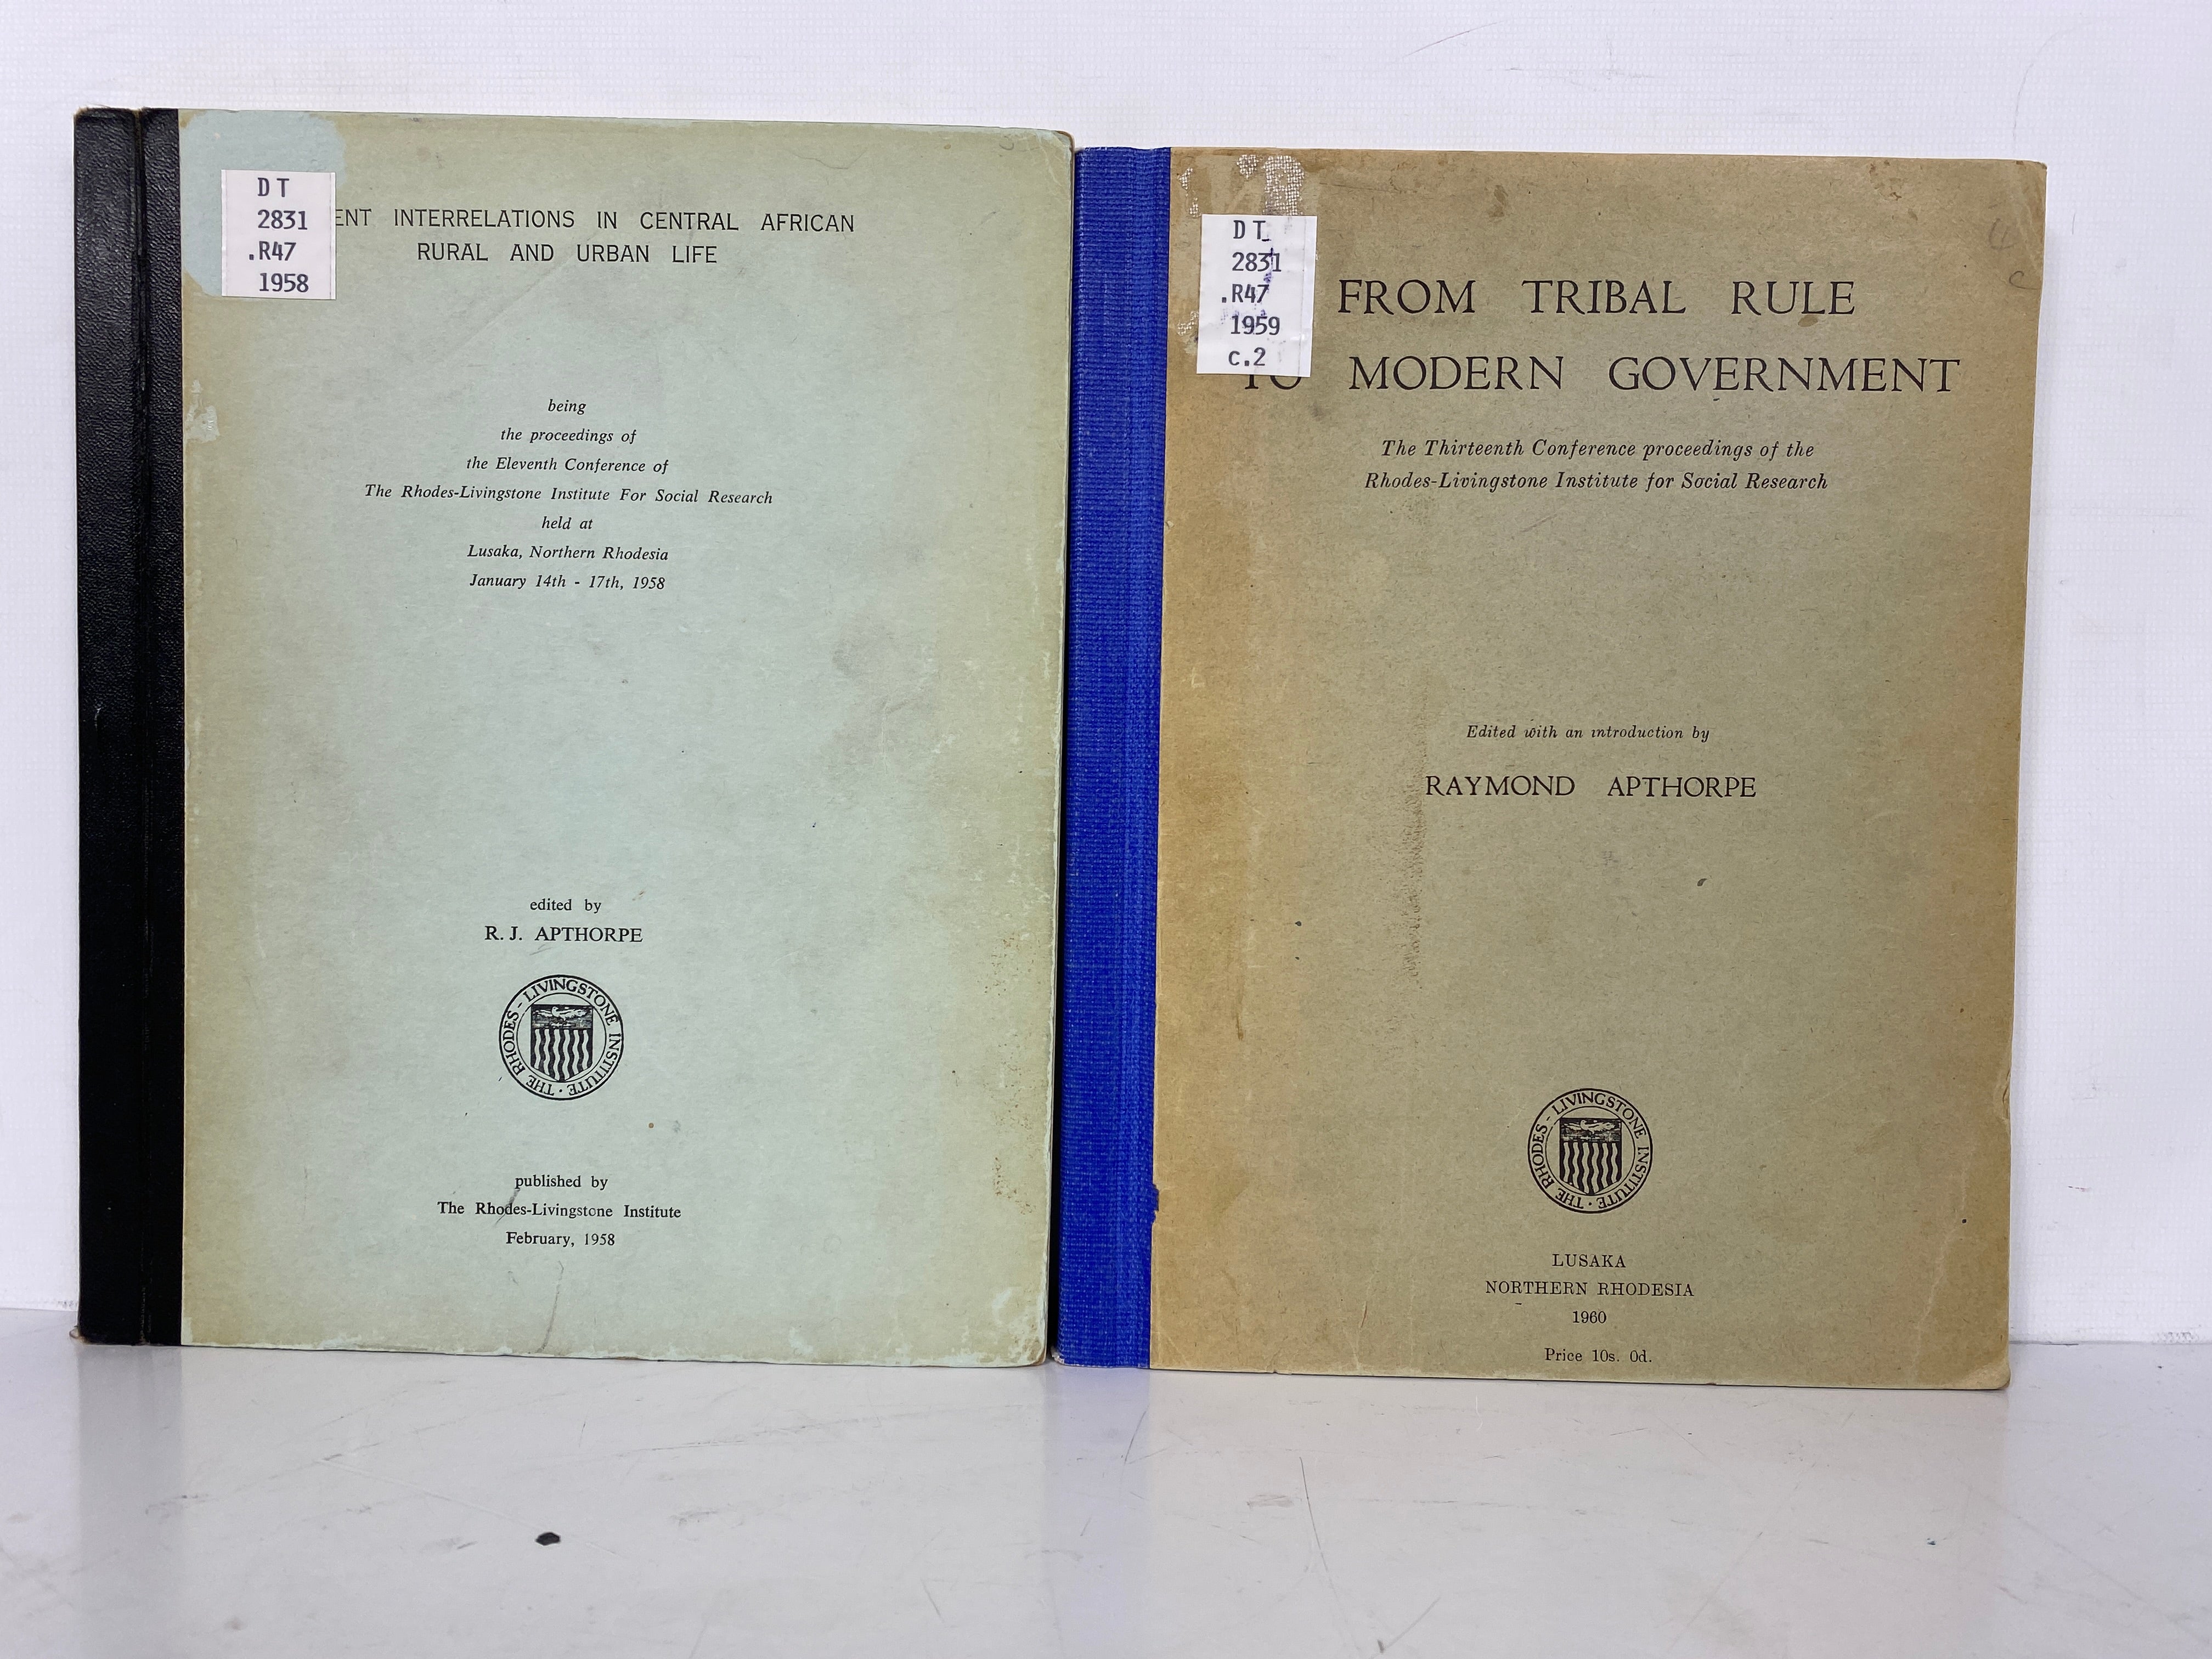 DT
2831
.R47
1958
ENT INTERRELATIONS IN CENTRAL AFRICAN
RURAL AND URBAN LIFE
being
the proceedings of
the Eleventh Conference of
The Rhodes-Livingstone Institute For Social Research
held at
Lusaka, Northern Rhodesia
January 14th - 17th, 1958
edited by
R. J. APTHORPE
THE RHODES-LIVINGSTONE INSTITUTE
published by
The Rhodes-Livingstone Institute
February, 1958
DT
2831
.R47
1959
c.2
FROM TRIBAL RULE
TO MODERN GOVERNMENT
The Thirteenth Conference proceedings of the
Rhodes-Livingstone Institute for Social Research
Edited with an introduction by
RAYMOND APTHORPE
THE RHODES-LIVINGSTONE INSTITUTE
LUSAKA
NORTHERN RHODESIA
1960
Price 10s. 0d.